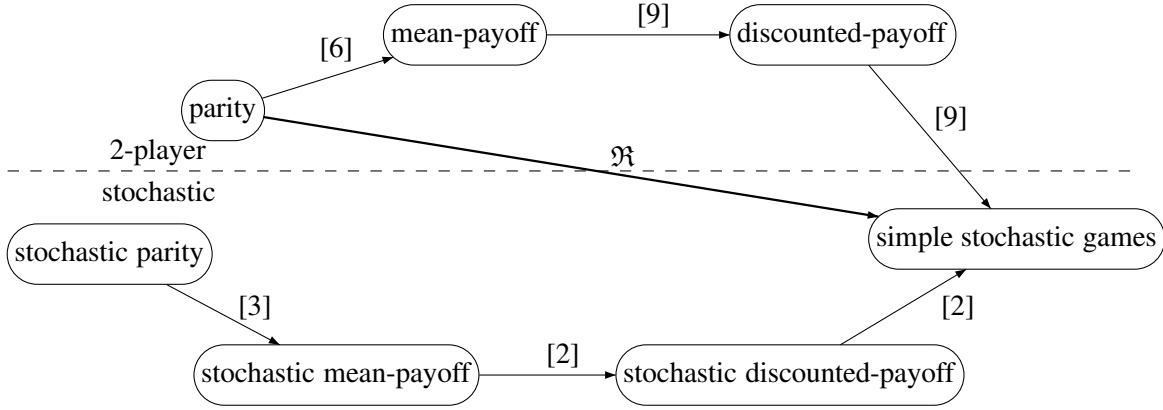 mean-payoff
[9]
discounted-payoff
[6]
parity
[9]
2-player
ℜ
stochastic
simple stochastic games
stochastic parity
[3]
[2]
stochastic mean-payoff
[2]
stochastic discounted-payoff